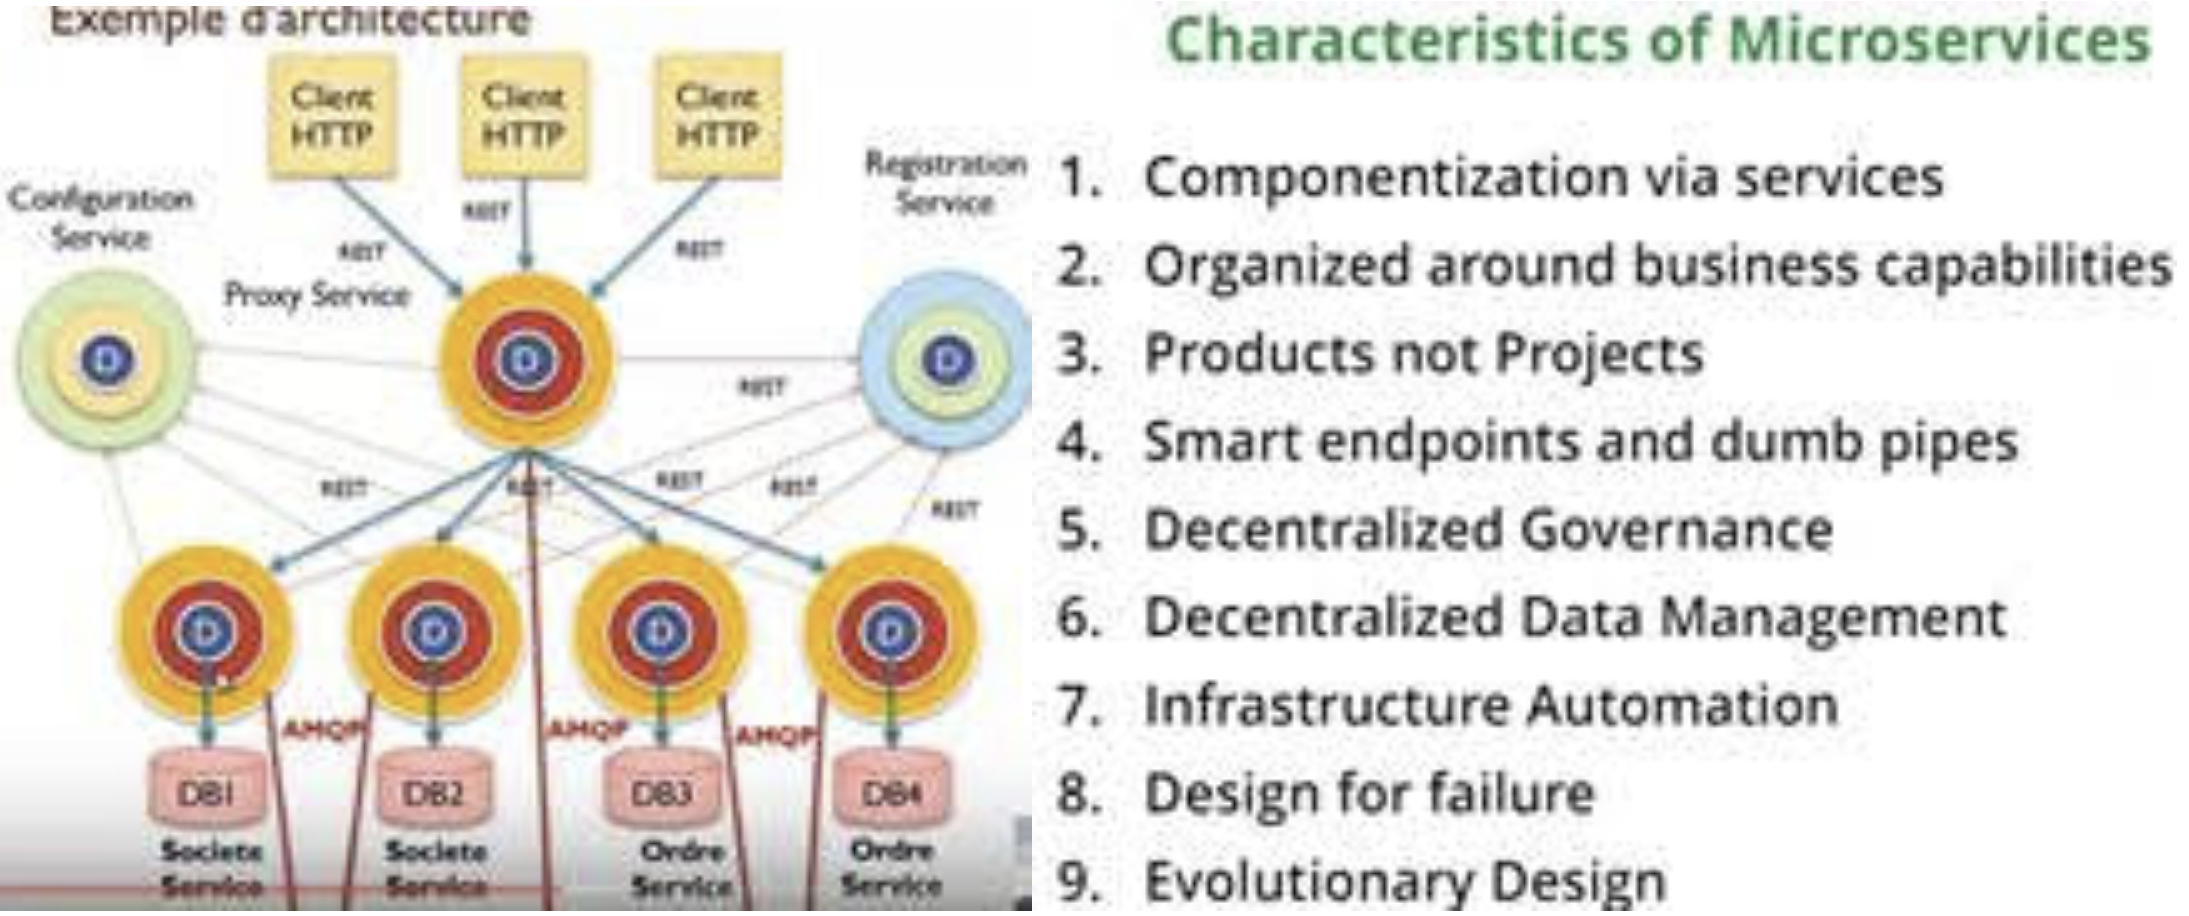 Exemple d'architecture
Client
HTTP
Client
HTTP
Client
HTTP
Configuration
Service
Registration
Service
REST
REST
REST
Proxy Service
D
D
D
REST
REST
REST
REST
REST
REST
D
D
D
D
AMQP
AMQP
AMQP
DB1
DB2
DB3
DB4
Societe
Service
Societe
Service
Ordre
Service
Ordre
Service
Characteristics of Microservices
1. Componentization via services
2. Organized around business capabilities
3. Products not Projects
4. Smart endpoints and dumb pipes
5. Decentralized Governance
6. Decentralized Data Management
7. Infrastructure Automation
8. Design for failure
9. Evolutionary Design